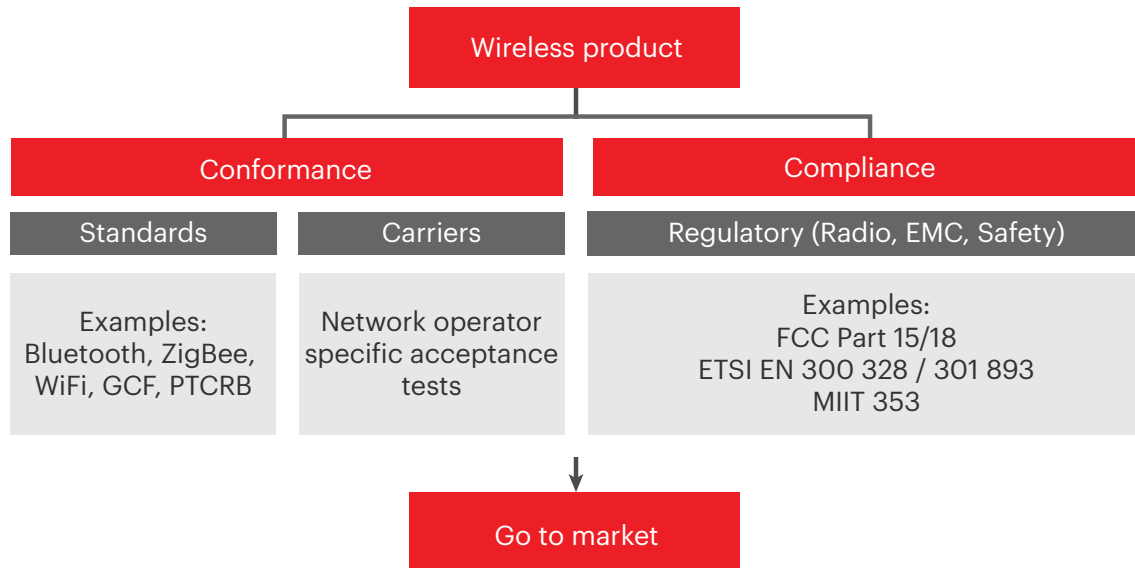 Wireless product
Conformance
Compliance
Standards
Carriers
Regulatory (Radio, EMC, Safety)
Examples:
Bluetooth, ZigBee,
WiFi, GCF, PTCRB
Network operator
specific acceptance
tests
Examples:
FCC Part 15/18
ETSI EN 300 328 / 301 893
MIIT 353
Go to market